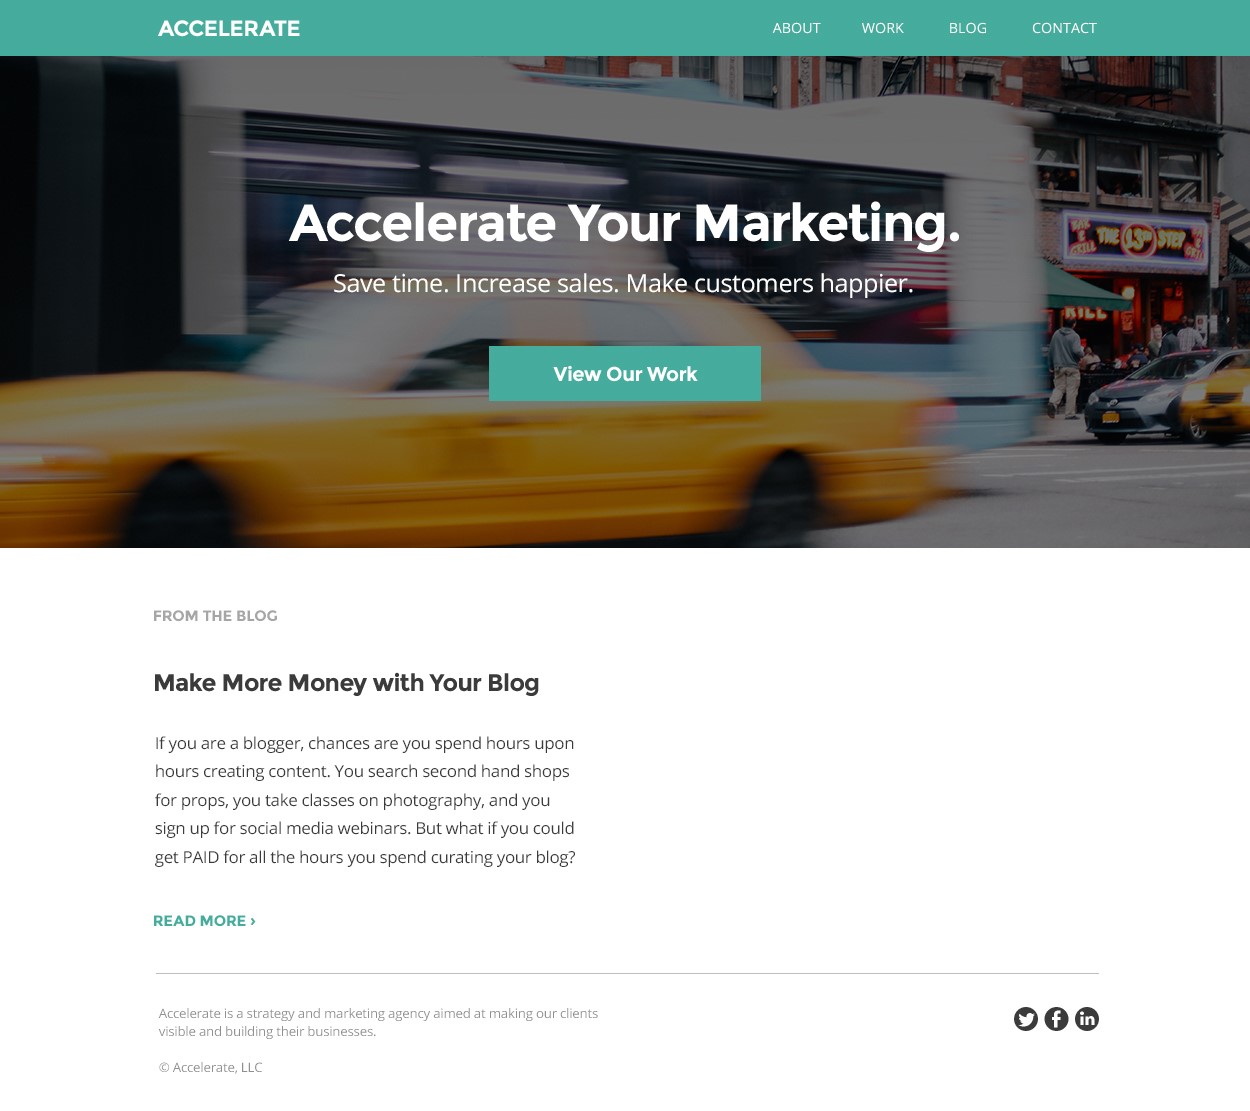 ACCELERATE
ABOUT WORK BLOG CONTACT
Accelerate Your Marketing.
BAR & GRILL THE 13th STEP
Save time. Increase sales. Make customers happier.
View Our Work
FROM THE BLOG
Make More Money with Your Blog
If you are a blogger, chances are you spend hours upon
hours creating content. You search second hand shops
for props, you take classes on photography, and you
sign up for social media webinars. But what if you could
get PAID for all the hours you spend curating your blog?
READ MORE ›
Accelerate is a strategy and marketing agency aimed at making our clients
visible and building their businesses.
© Accelerate, LLC